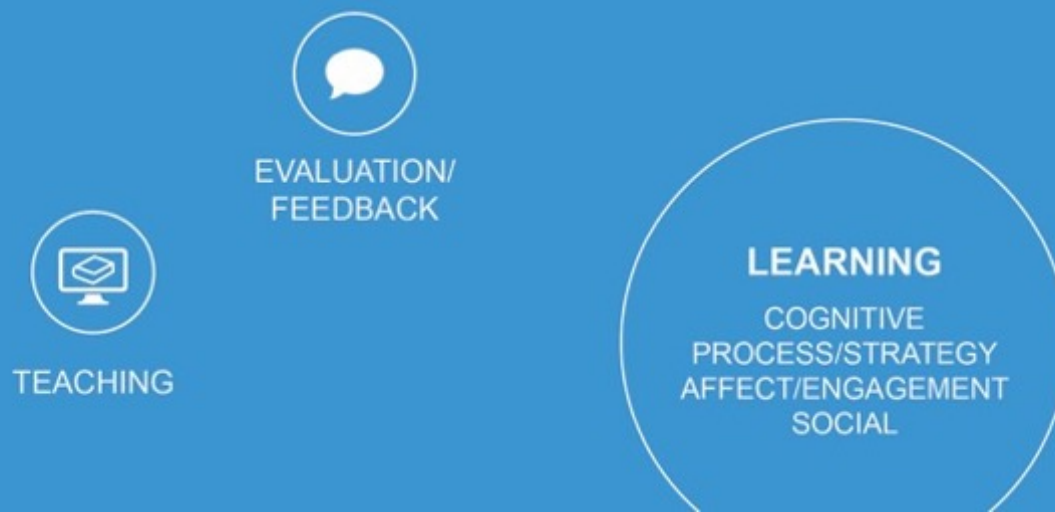 EVALUATION/
FEEDBACK
TEACHING
LEARNING
COGNITIVE
PROCESS/STRATEGY
AFFECT/ENGAGEMENT
SOCIAL